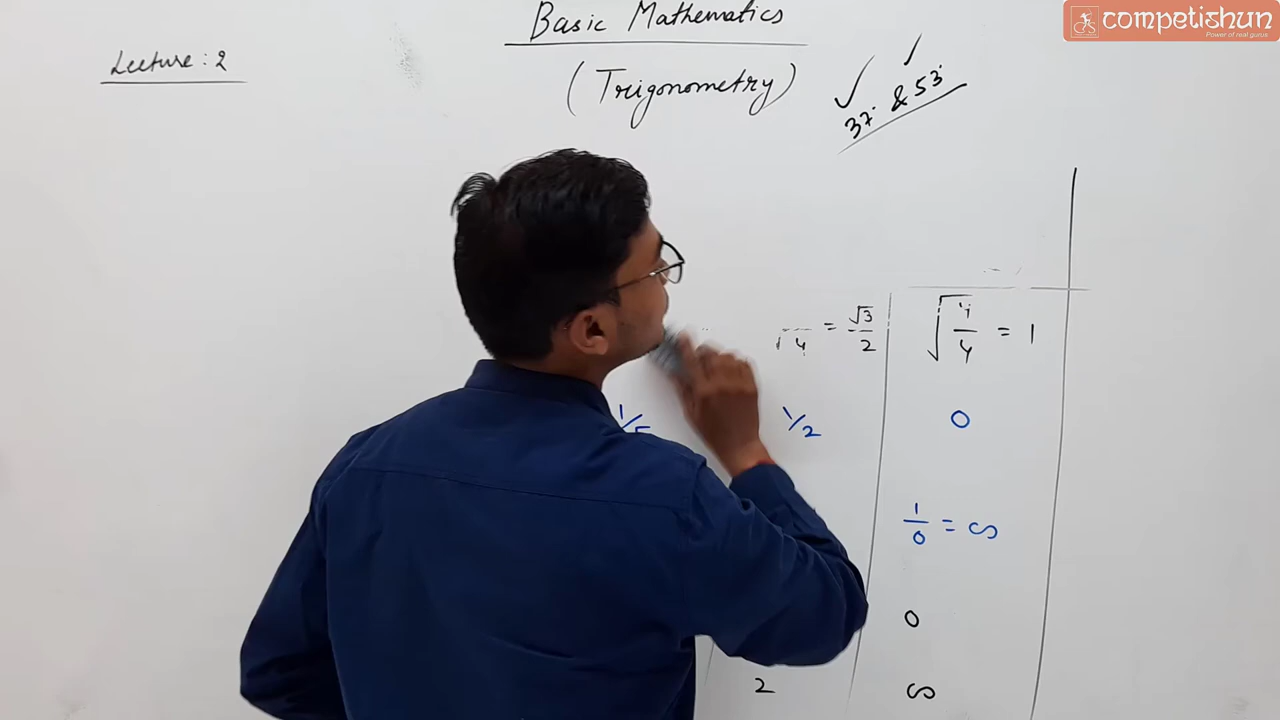 Basic Mathematics
competishun
Power of real gurus
Lecture : 2
(Trigonometry)
37° & 53°
= √3/2
√4/4 = 1
1/2
0
1/0 = ∞
0
2
∞